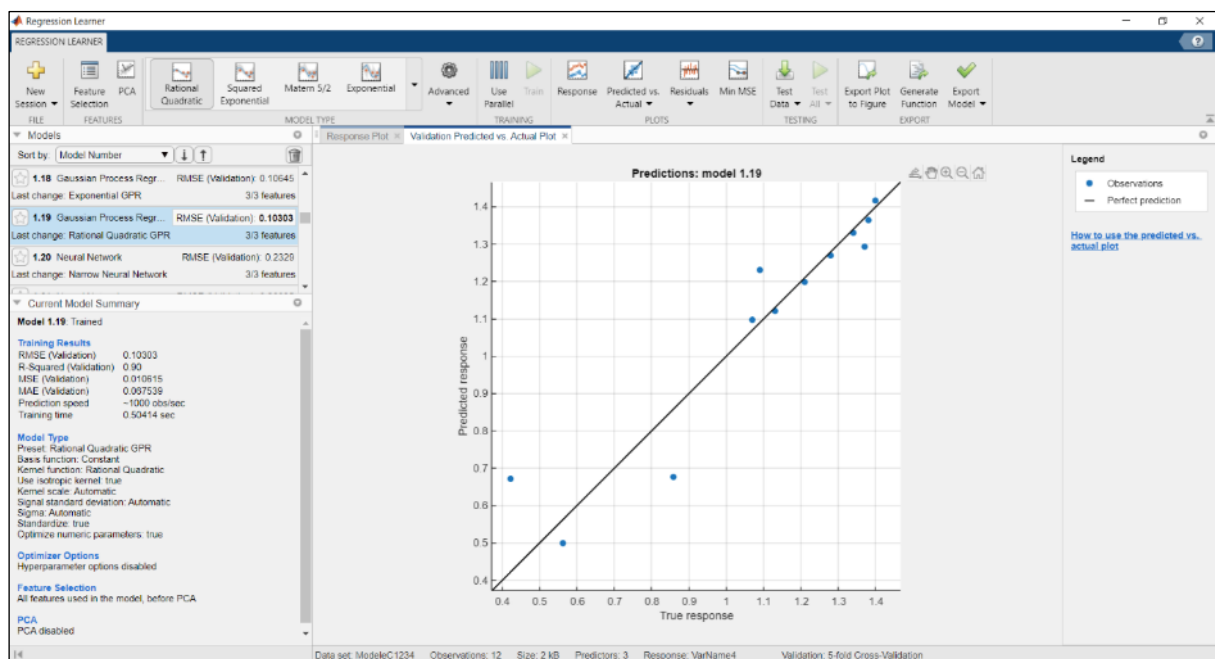 Regression Learner
REGRESSION LEARNER
New Session
Feature Selection
PCA
Rational Quadratic
Squared Exponential
Matern 5/2
Exponential
Advanced
Use Parallel
Train
Response
Predicted vs. Actual
Residuals
Min MSE
Test Data
Test All
Export Plot to Figure
Generate Function
Export Model
FILE
FEATURES
MODEL TYPE
TRAINING
PLOTS
TESTING
EXPORT
Models
Sort by: Model Number
1.18 Gaussian Process Regr... RMSE (Validation): 0.10645
Last change: Exponential GPR 3/3 features
1.19 Gaussian Process Regr... RMSE (Validation): 0.10303
Last change: Rational Quadratic GPR 3/3 features
1.20 Neural Network RMSE (Validation): 0.2329
Last change: Narrow Neural Network 3/3 features
Current Model Summary
Model 1.19: Trained
Training Results
RMSE (Validation) 0.10303
R-Squared (Validation) 0.90
MSE (Validation) 0.010615
MAE (Validation) 0.067539
Prediction speed ~1000 obs/sec
Training time 0.50414 sec
Model Type
Preset: Rational Quadratic GPR
Basis function: Constant
Kernel function: Rational Quadratic
Use isotropic kernel: true
Kernel scale: Automatic
Signal standard deviation: Automatic
Sigma: Automatic
Standardize: true
Optimize numeric parameters: true
Optimizer Options
Hyperparameter options disabled
Feature Selection
All features used in the model, before PCA
PCA
PCA disabled
Response Plot
Validation Predicted vs. Actual Plot
Predictions: model 1.19
1.4
1.3
1.2
1.1
1
0.9
0.8
0.7
0.6
0.5
0.4
Predicted response
0.4 0.5 0.6 0.7 0.8 0.9 1 1.1 1.2 1.3 1.4
True response
Legend
Observations
Perfect prediction
How to use the predicted vs.
actual plot
Data set: ModeleC1234 Observations: 12 Size: 2 kB Predictors: 3 Response: VarName4 Validation: 5-fold Cross-Validation